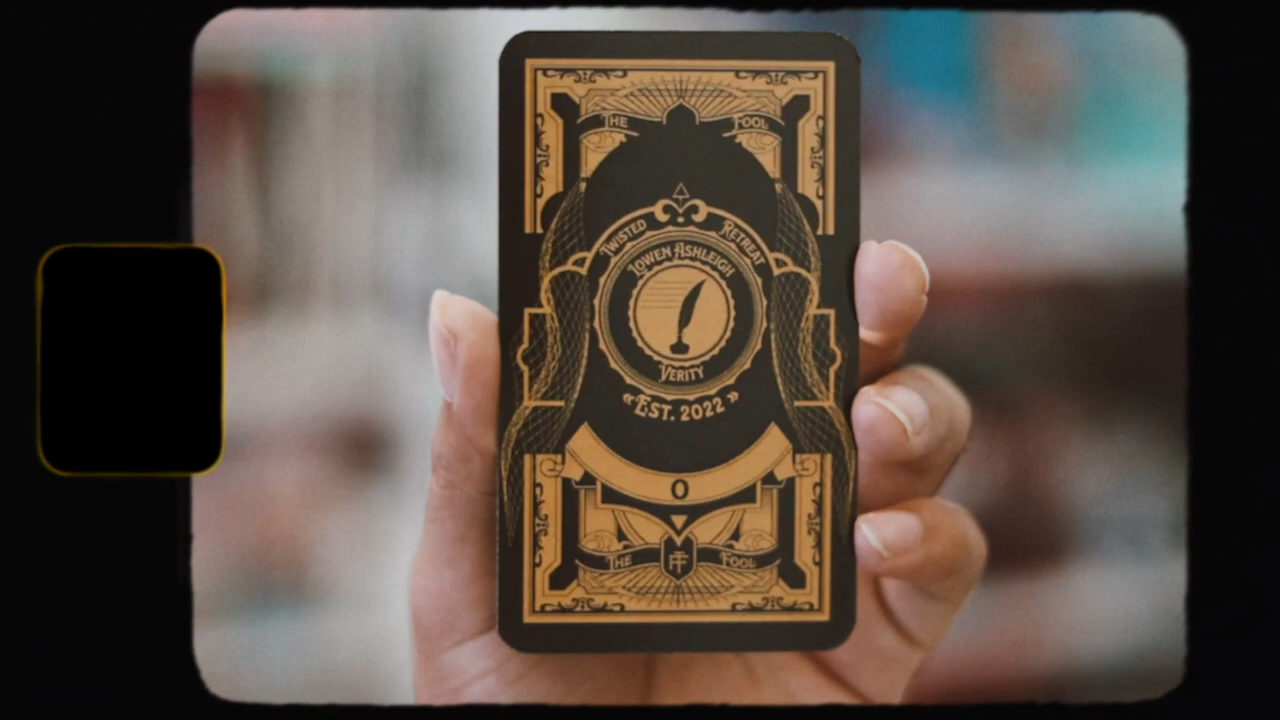 THE FOOL
TWISTED RETREAT
LOWEN ASHLEIGH
VERITY
«EST. 2022»
0
THE FOOL